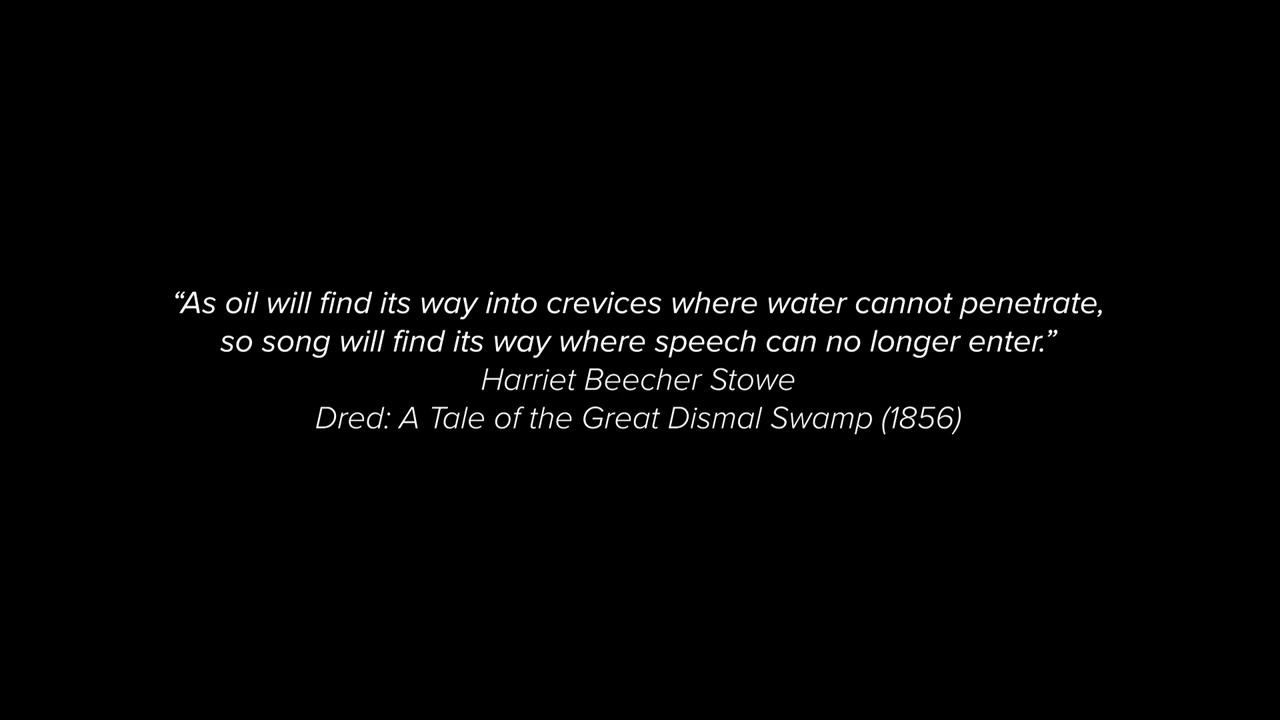 “As oil will find its way into crevices where water cannot penetrate,
so song will find its way where speech can no longer enter.”
Harriet Beecher Stowe
Dred: A Tale of the Great Dismal Swamp (1856)